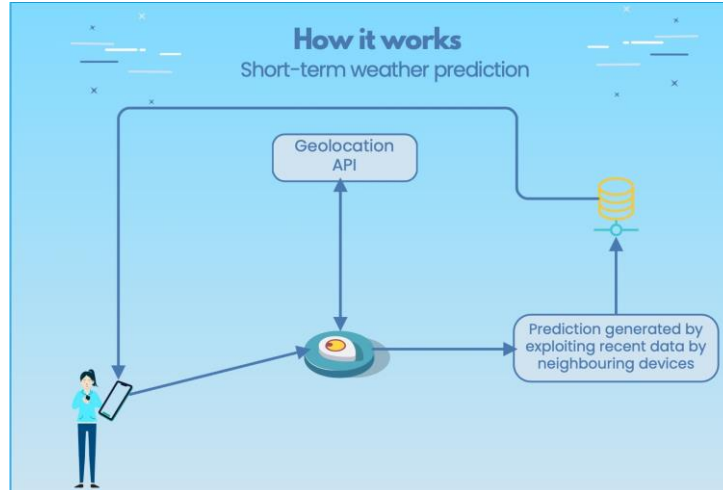 How it works
Short-term weather prediction
Geolocation
API
Prediction generated by
exploiting recent data by
neighbouring devices